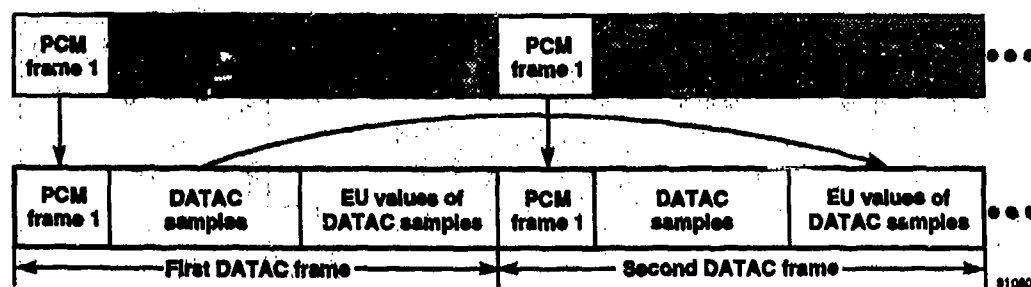 PCM
frame 1
PCM
frame 1
PCM
frame 1
DATAC
samples
EU values of
DATAC samples
PCM
frame 1
DATAC
samples
EU values of
DATAC samples
First DATAC frame
Second DATAC frame